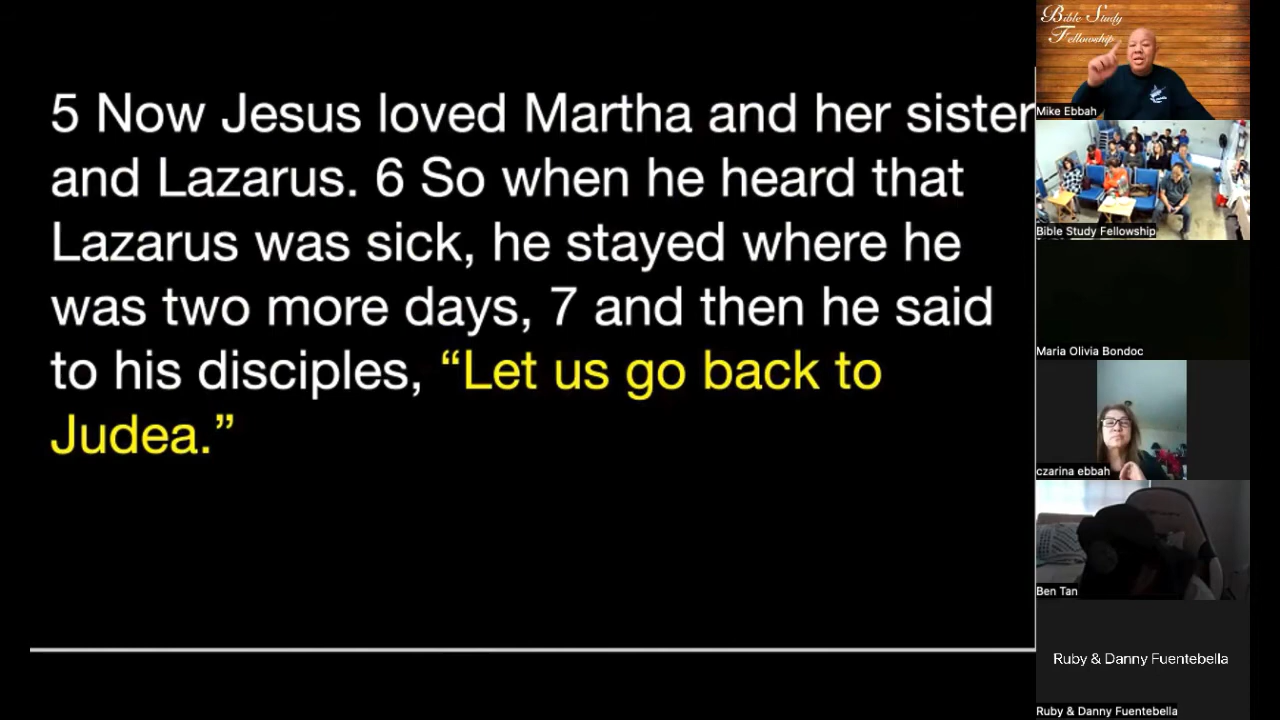 5 Now Jesus loved Martha and her sister
and Lazarus. 6 So when he heard that
Lazarus was sick, he stayed where he
was two more days, 7 and then he said
to his disciples, “Let us go back to
Judea.”
Bible Study
Fellowship
Mike Ebbah
Bible Study Fellowship
Maria Olivia Bondoc
czarina ebbah
Ben Tan
Ruby & Danny Fuentebella
Ruby & Danny Fuentebella